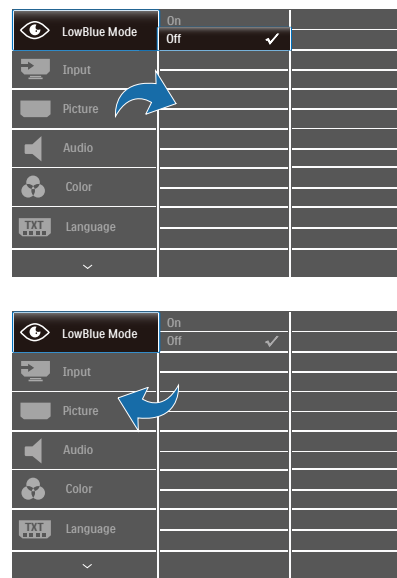 LowBlue Mode
On
Off
Input
Picture
Audio
Color
TXT
Language
LowBlue Mode
On
Off
Input
Picture
Audio
Color
TXT
Language